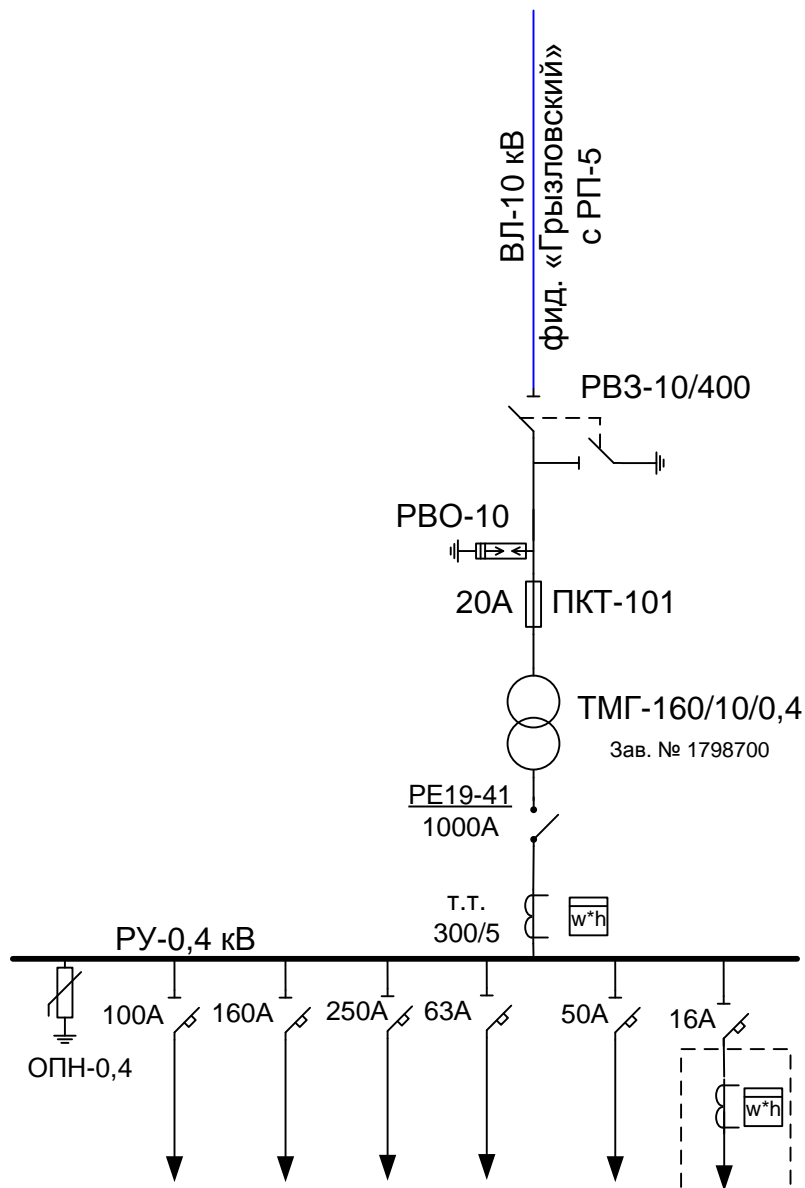 ВЛ-10 кВ
фид. «Грызловский»
с РП-5
РВЗ-10/400
РВО-10
20А
ПКТ-101
ТМГ-160/10/0,4
Зав. № 1798700
РЕ19-41
1000А
т.т.
300/5
w*h
РУ-0,4 кВ
100А
160А
250А
63А
50А
16А
ОПН-0,4
w*h